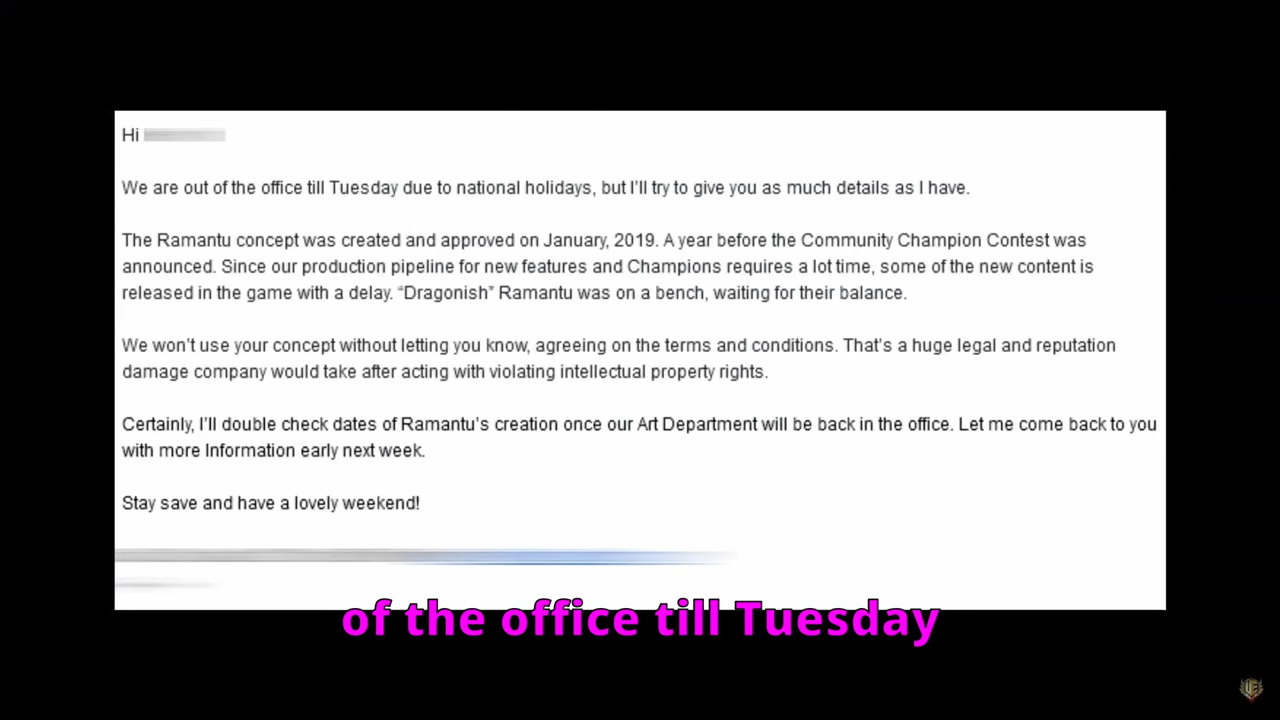 Hi
We are out of the office till Tuesday due to national holidays, but I'll try to give you as much details as I have.
The Ramantu concept was created and approved on January, 2019. A year before the Community Champion Contest was
announced. Since our production pipeline for new features and Champions requires a lot time, some of the new content is
released in the game with a delay. “Dragonish” Ramantu was on a bench, waiting for their balance.
We won't use your concept without letting you know, agreeing on the terms and conditions. That's a huge legal and reputation
damage company would take after acting with violating intellectual property rights.
Certainly, I'll double check dates of Ramantu's creation once our Art Department will be back in the office. Let me come back to you
with more Information early next week.
Stay save and have a lovely weekend!
of the office till Tuesday